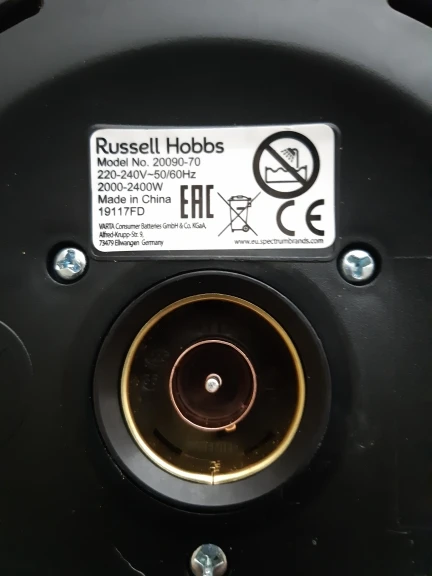 Russell Hobbs
Model No. 20090-70
220-240V~50/60Hz
2000-2400W
Made in China
19117FD
EAC
CE
VARTA Consumer Batteries GmbH & Co. KGaA,
Alfred-Krupp-Str. 9,
73479 Ellwangen Germany
www.eu.spectrumbrands.com